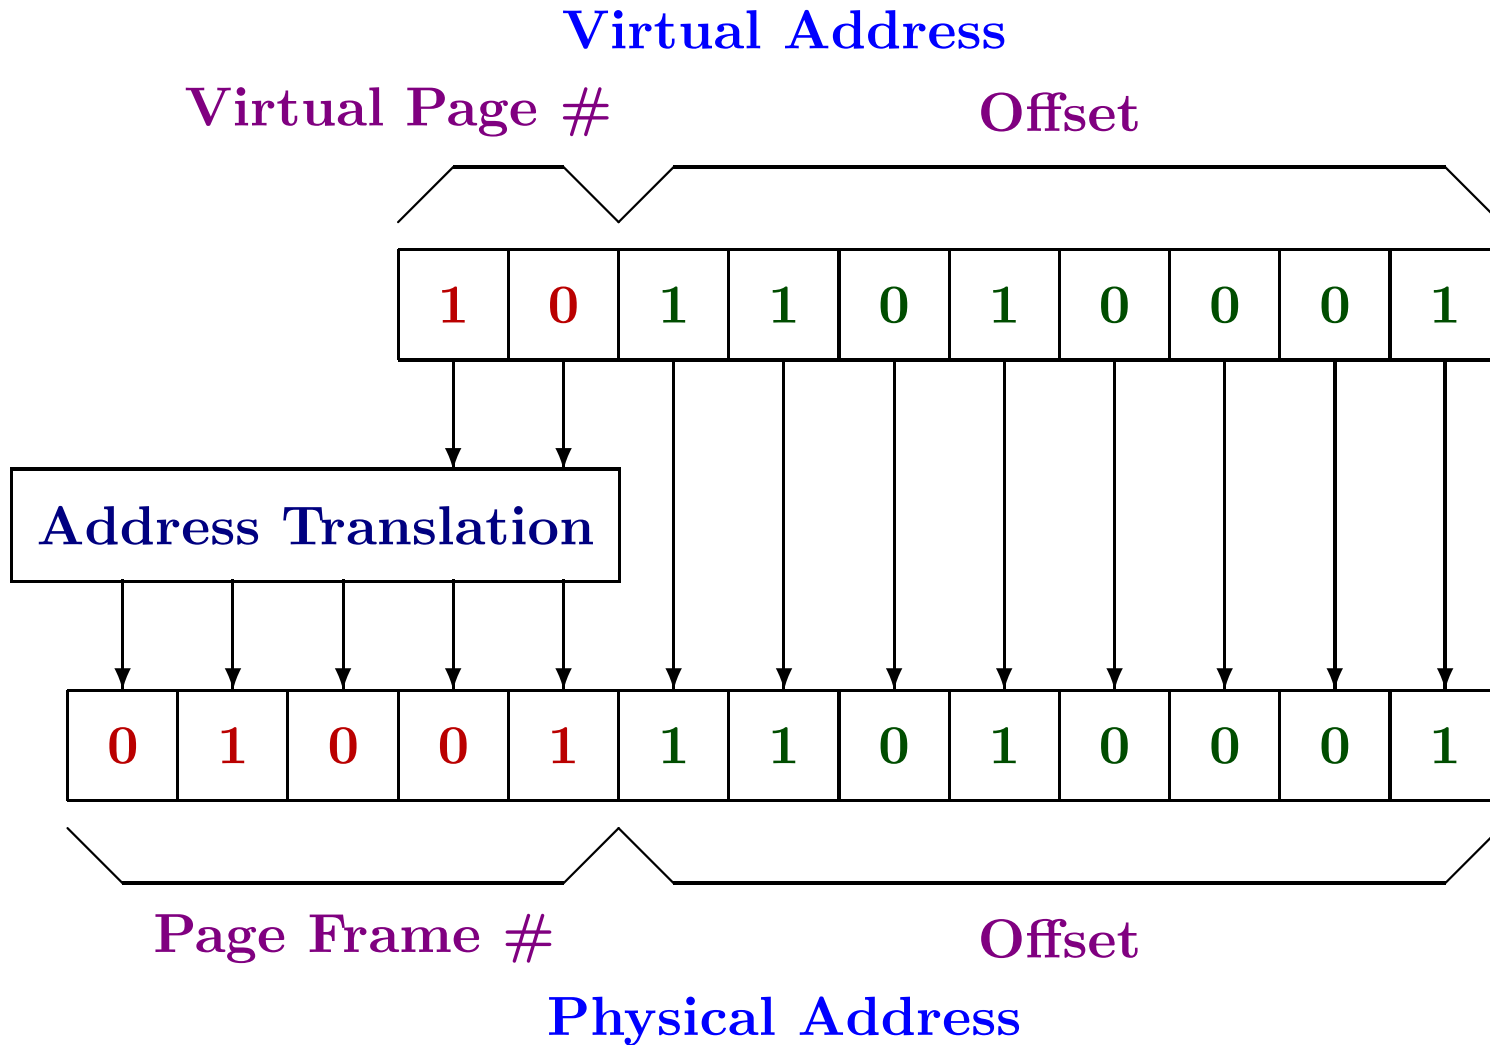 Virtual Address
Virtual Page # Offset
1 0 1 1 0 1 0 0 0 1
Address Translation
0 1 0 0 1 1 1 0 1 0 0 0 1
Page Frame # Offset
Physical Address